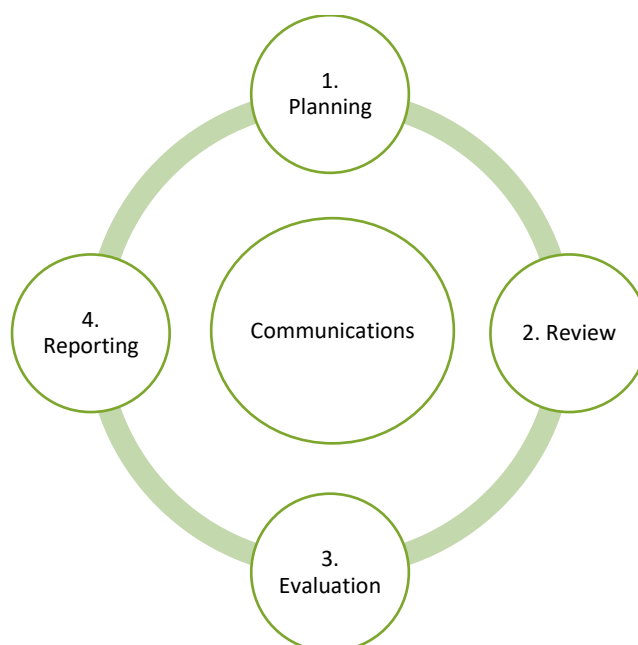 1.
Planning
4.
Reporting
Communications
2. Review
3.
Evaluation